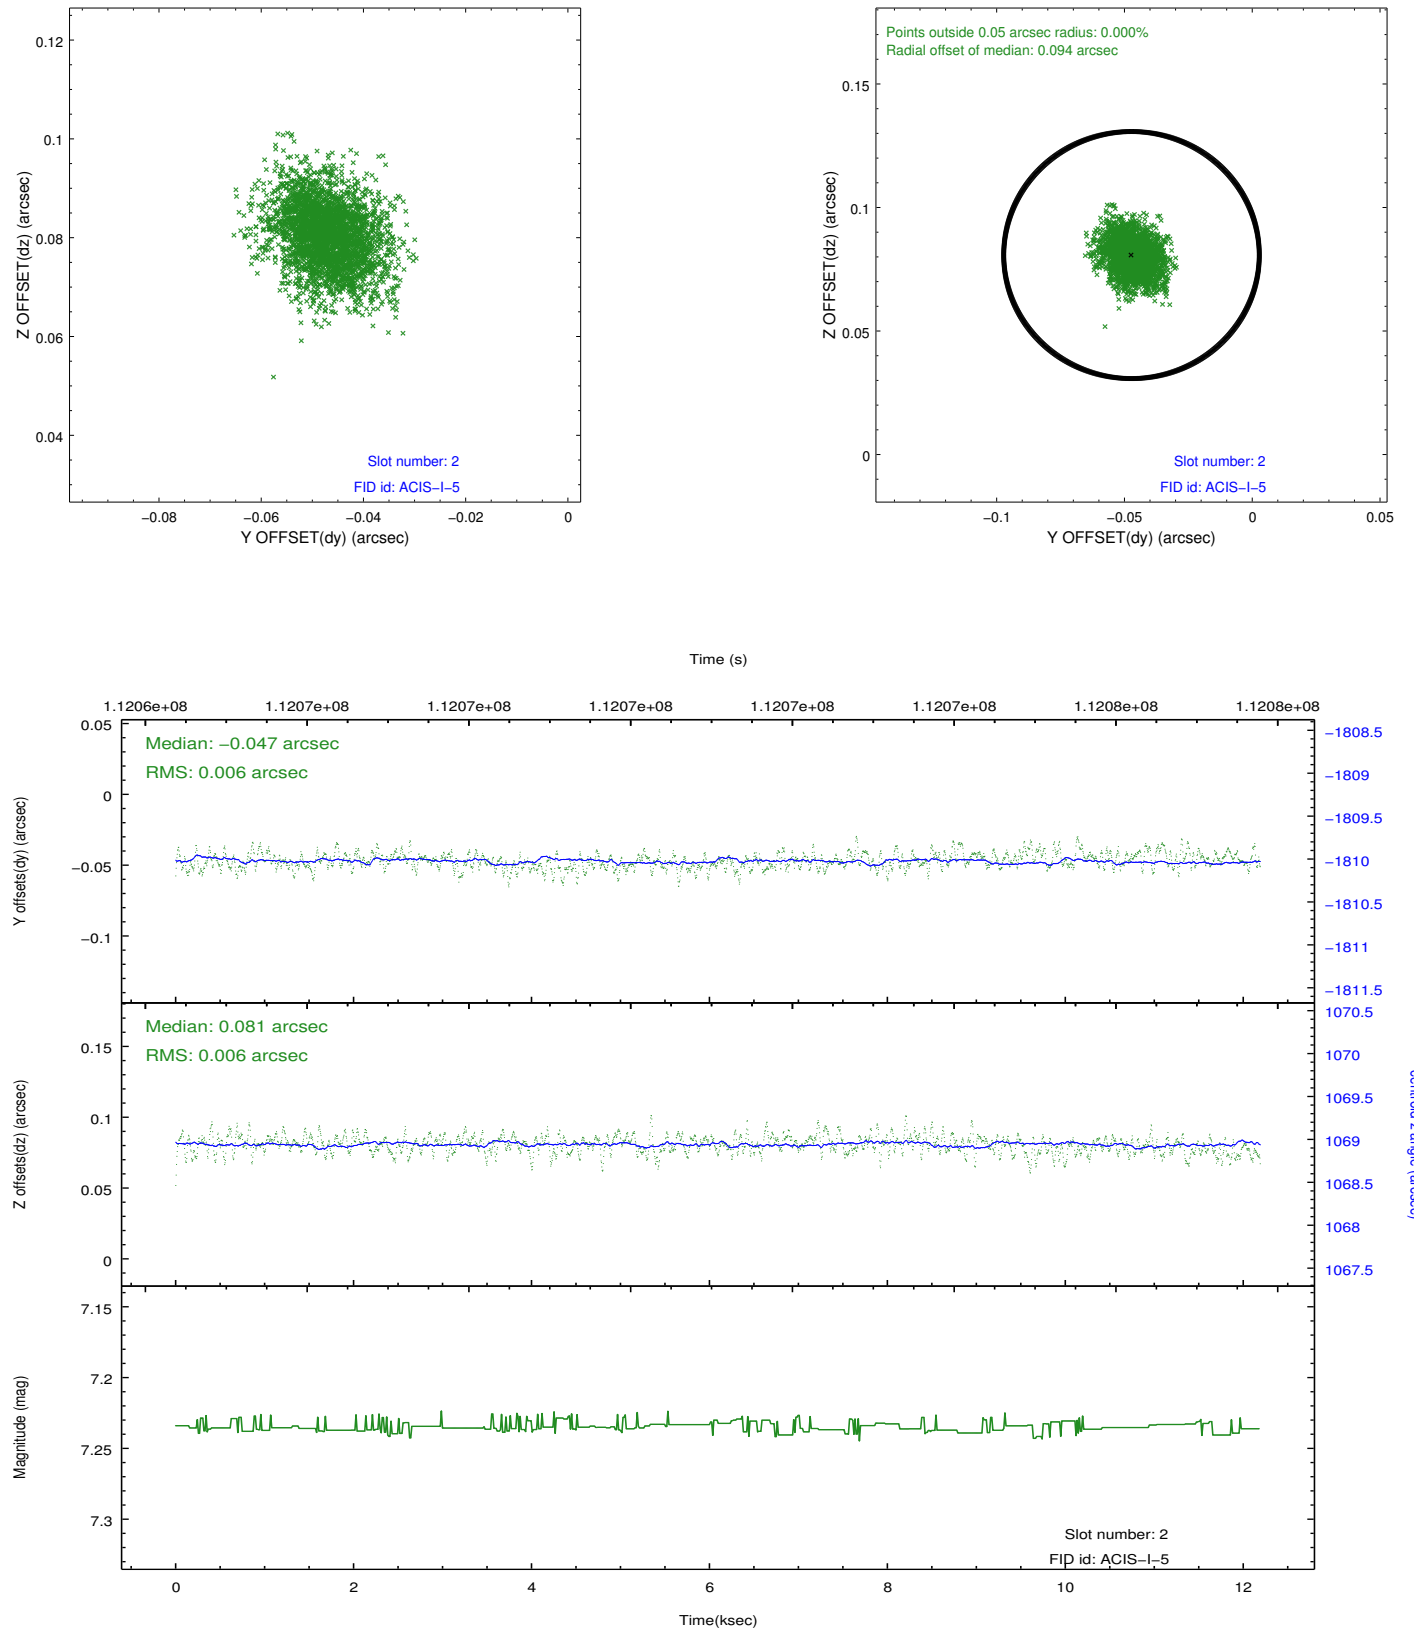 0.12
0.1
0.08
0.06
0.04
Z OFFSET(dz) (arcsec)
Slot number: 2
FID id: ACIS−I−5
−0.08
−0.06
−0.04
−0.02
0
Y OFFSET(dy) (arcsec)
Points outside 0.05 arcsec radius: 0.000%
Radial offset of median: 0.094 arcsec
0.15
0.1
0.05
0
Z OFFSET(dz) (arcsec)
Slot number: 2
FID id: ACIS−I−5
−0.1
−0.05
0
0.05
Y OFFSET(dy) (arcsec)
Time (s)
1.1206e+08
1.1207e+08
1.1207e+08
1.1207e+08
1.1207e+08
1.1207e+08
1.1208e+08
1.1208e+08
Median: −0.047 arcsec
RMS: 0.006 arcsec
0.05
0
−0.05
−0.1
Y offsets(dy) (arcsec)
−1808.5
−1809
−1809.5
−1810
−1810.5
−1811
−1811.5
Median: 0.081 arcsec
RMS: 0.006 arcsec
0.15
0.1
0.05
0
Z offsets(dz) (arcsec)
1070.5
1070
1069.5
1069
1068.5
1068
1067.5
z angle (arcsec)
7.15
7.2
7.25
7.3
Magnitude (mag)
Slot number: 2
FID id: ACIS−I−5
0
2
4
6
8
10
12
Time(ksec)